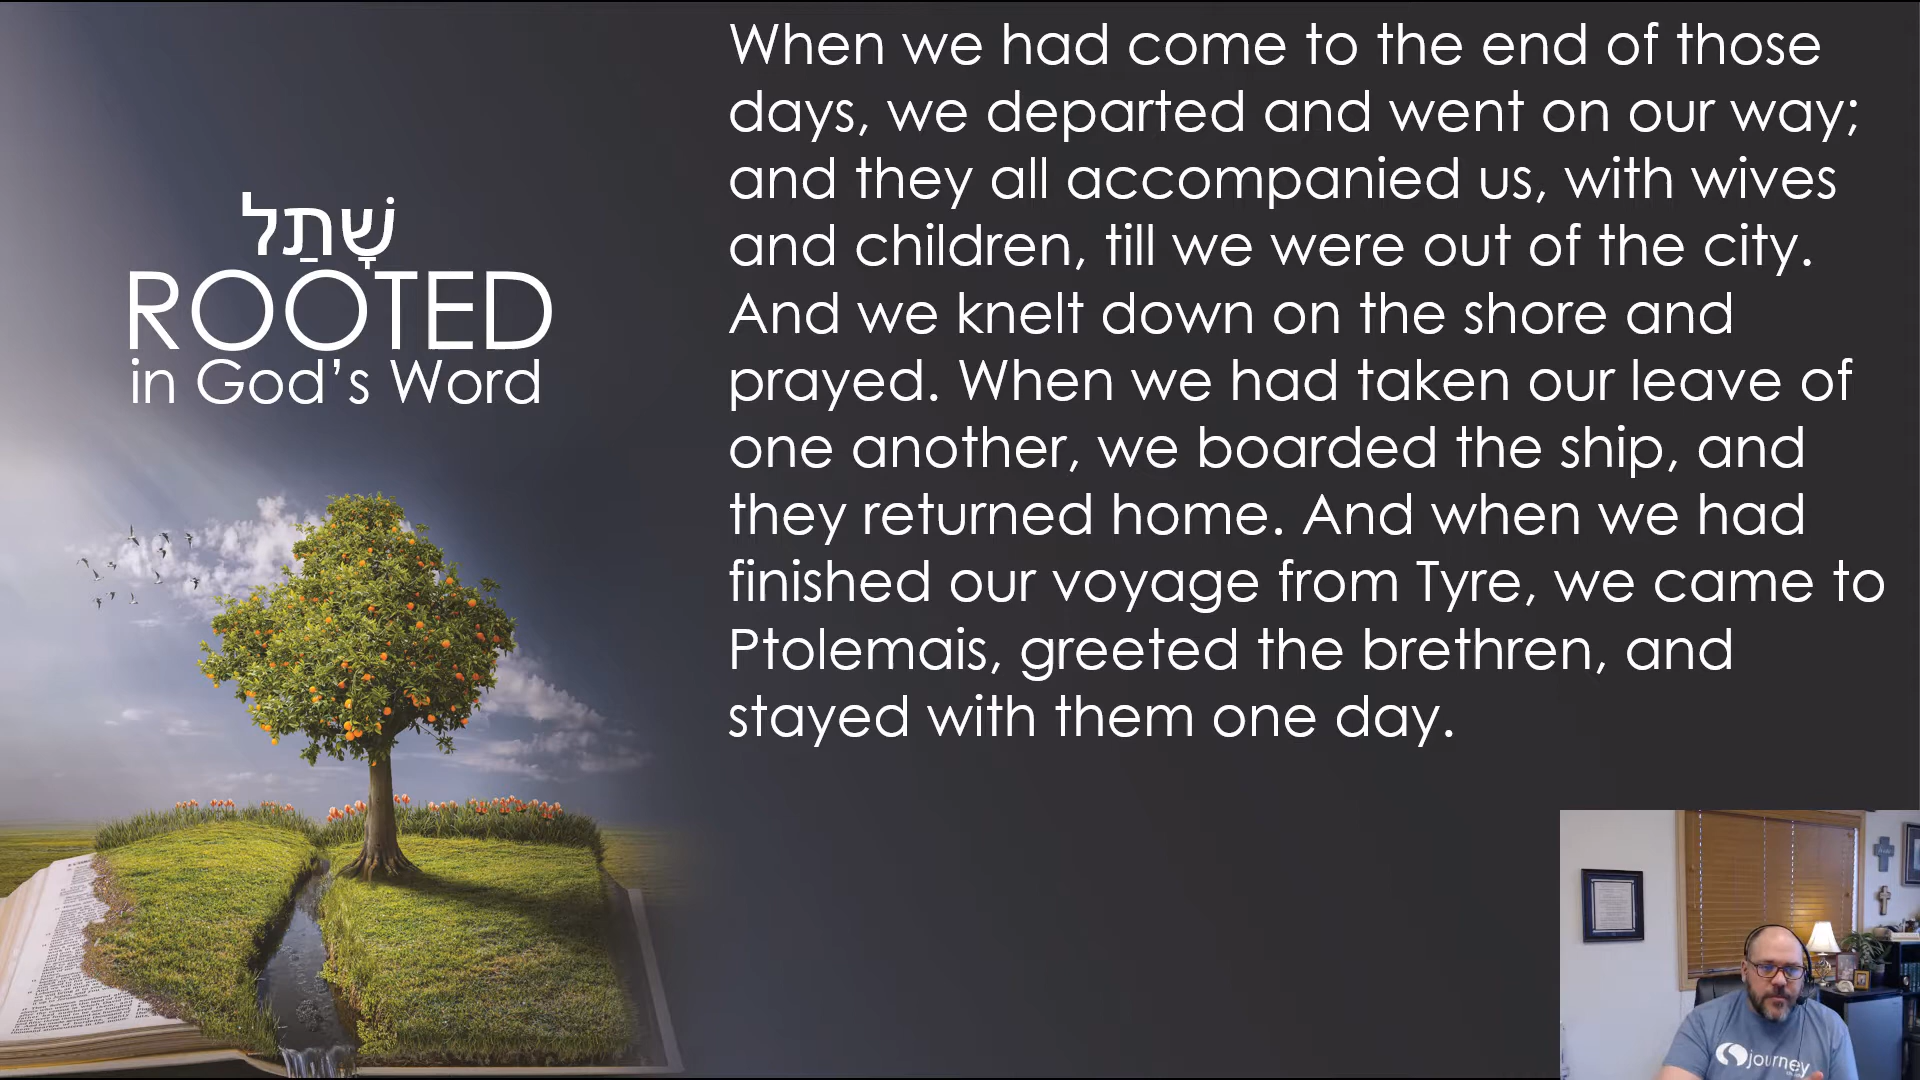 שָׁתַל
ROOTED
in God’s Word
When we had come to the end of those
days, we departed and went on our way;
and they all accompanied us, with wives
and children, till we were out of the city.
And we knelt down on the shore and
prayed. When we had taken our leave of
one another, we boarded the ship, and
they returned home. And when we had
finished our voyage from Tyre, we came to
Ptolemais, greeted the brethren, and
stayed with them one day.
journey